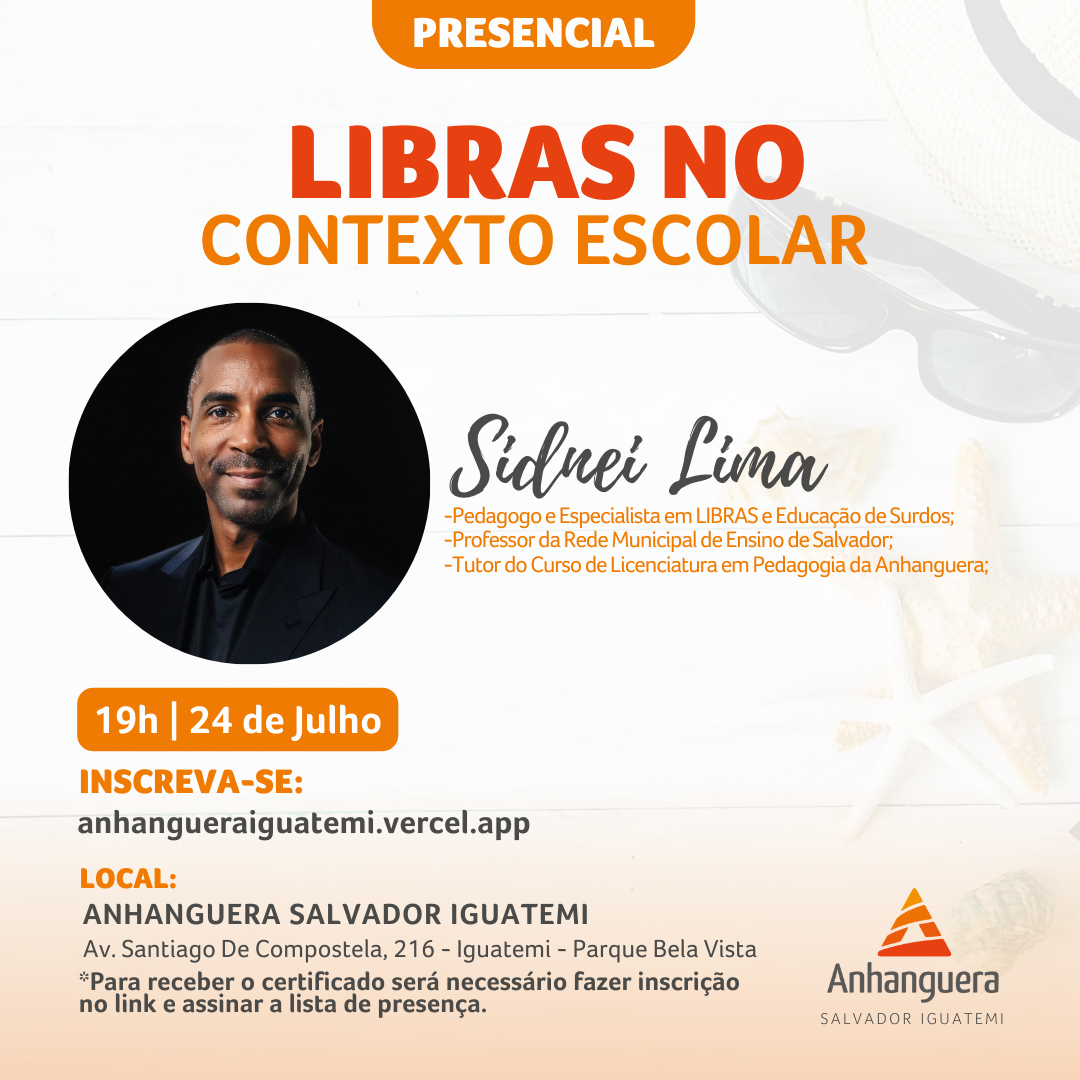 PRESENCIAL
LIBRAS NO
CONTEXTO ESCOLAR
Sidnei Lima
-Pedagogo e Especialista em LIBRAS e Educação de Surdos;
-Professor da Rede Municipal de Ensino de Salvador;
-Tutor do Curso de Licenciatura em Pedagogia da Anhanguera;
19h | 24 de Julho
INSCREVA-SE:
anhangueraiguatemi.vercel.app
LOCAL:
ANHANGUERA SALVADOR IGUATEMI
Av. Santiago De Compostela, 216 - Iguatemi - Parque Bela Vista
*Para receber o certificado será necessário fazer inscrição
no link e assinar a lista de presença.
Anhanguera
SALVADOR IGUATEMI